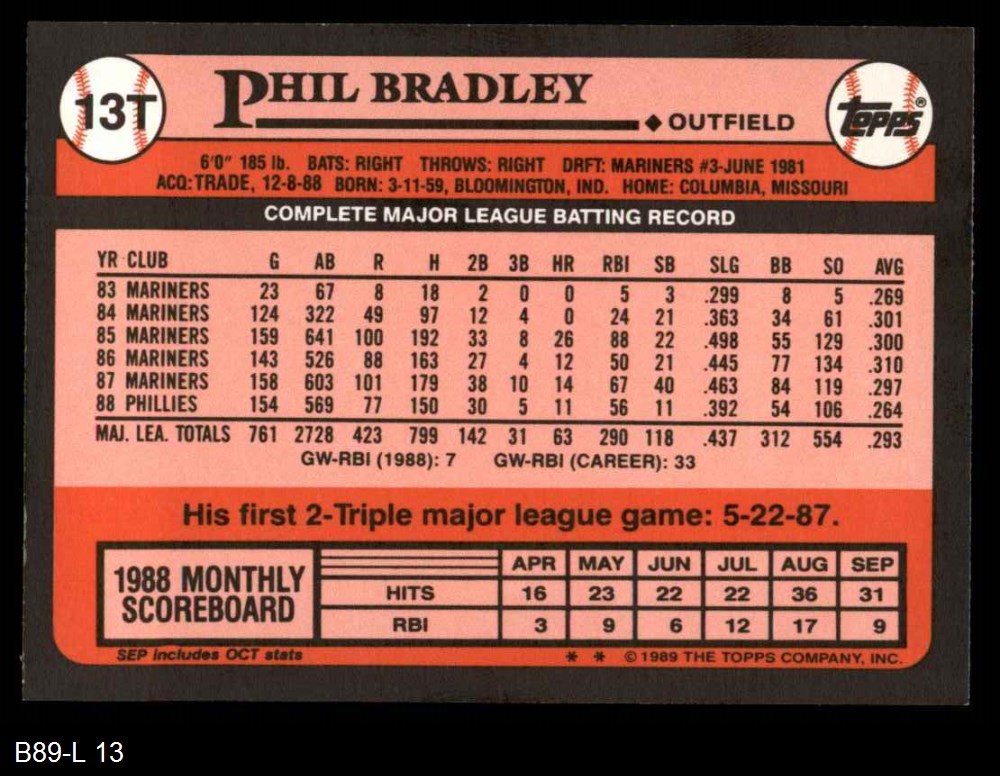 13T
PHIL BRADLEY
◆ OUTFIELD
TOPPS®
6'0" 185 lb. BATS: RIGHT THROWS: RIGHT DRFT: MARINERS #3-JUNE 1981
ACQ:TRADE, 12-8-88 BORN: 3-11-59, BLOOMINGTON, IND. HOME: COLUMBIA, MISSOURI
COMPLETE MAJOR LEAGUE BATTING RECORD
YR CLUB G AB R H 2B 3B HR RBI SB SLG BB SO AVG
83 MARINERS 23 67 8 18 2 0 0 5 3 .299 8 5 .269
84 MARINERS 124 322 49 97 12 4 0 24 21 .363 34 61 .301
85 MARINERS 159 641 100 192 33 8 26 88 22 .498 55 129 .300
86 MARINERS 143 526 88 163 27 4 12 50 21 .445 77 134 .310
87 MARINERS 158 603 101 179 38 10 14 67 40 .463 84 119 .297
88 PHILLIES 154 569 77 150 30 5 11 56 11 .392 54 106 .264
MAJ. LEA. TOTALS 761 2728 423 799 142 31 63 290 118 .437 312 554 .293
GW-RBI (1988): 7 GW-RBI (CAREER): 33
His first 2-Triple major league game: 5-22-87.
1988 MONTHLY
SCOREBOARD
APR MAY JUN JUL AUG SEP
HITS 16 23 22 22 36 31
RBI 3 9 6 12 17 9
SEP includes OCT stats
* * ©1989 THE TOPPS COMPANY, INC.
B89-L 13